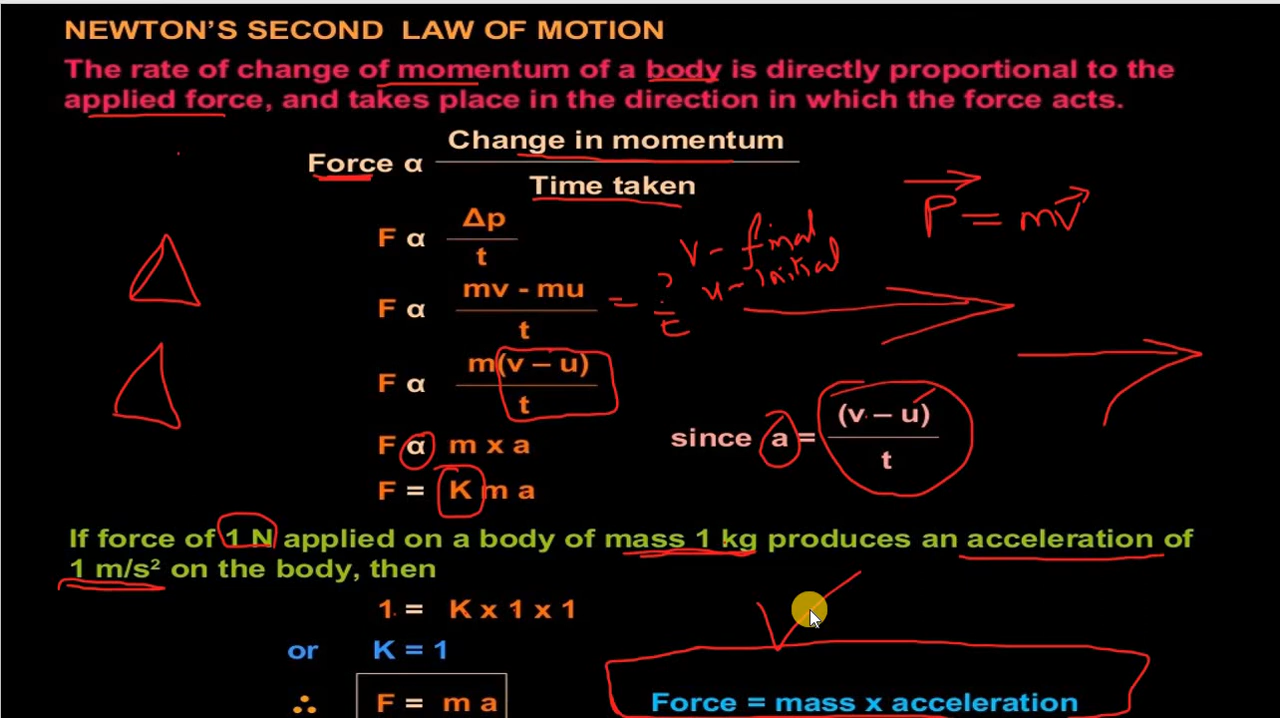 NEWTON'S SECOND LAW OF MOTION
The rate of change of momentum of a body is directly proportional to the
applied force, and takes place in the direction in which the force acts.
Force α Change in momentum
Time taken
P = mv
F α Δp
t
v - final
u - initial
F α mv - mu
t
= ?
t
F α m(v – u)
t
since a = (v – u)
t
F α m x a
F = K m a
If force of 1 N applied on a body of mass 1 kg produces an acceleration of
1 m/s² on the body, then
1 = K x 1 x 1
or K = 1
∴ F = m a
Force = mass x acceleration